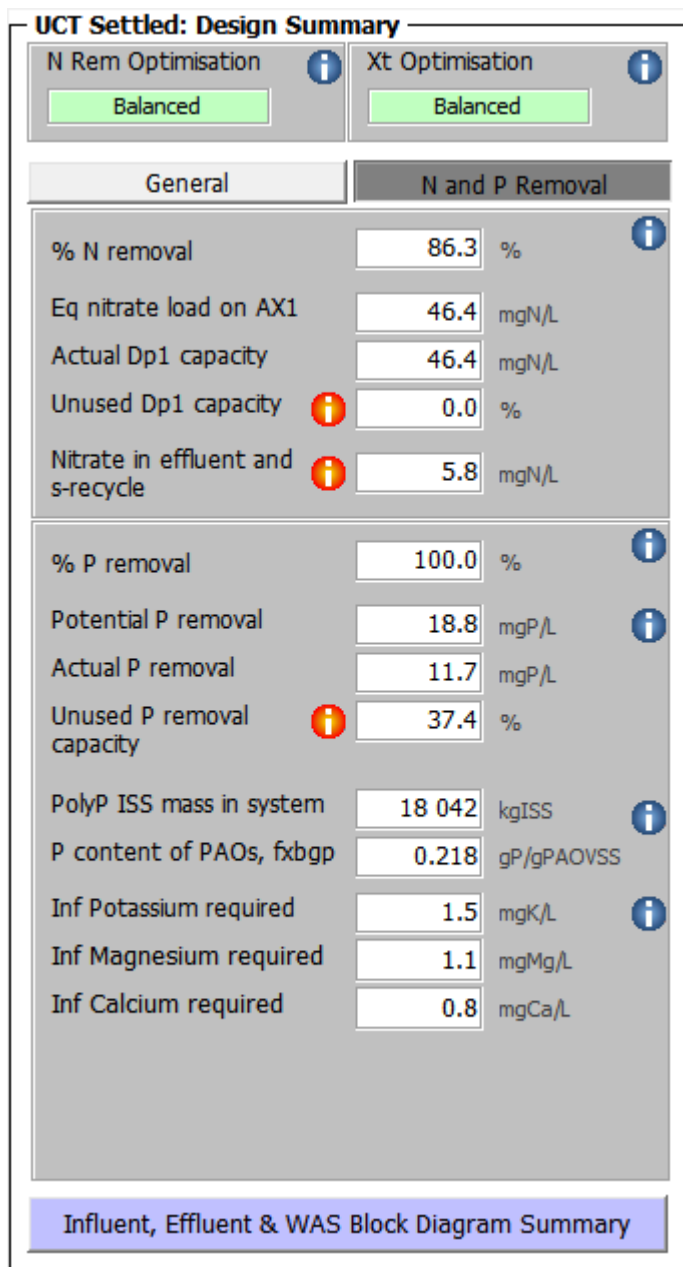 UCT Settled: Design Summary
N Rem Optimisation
Balanced
Xt Optimisation
Balanced
General
N and P Removal
% N removal 86.3 %
Eq nitrate load on AX1 46.4 mgN/L
Actual Dp1 capacity 46.4 mgN/L
Unused Dp1 capacity 0.0 %
Nitrate in effluent and
s-recycle 5.8 mgN/L
% P removal 100.0 %
Potential P removal 18.8 mgP/L
Actual P removal 11.7 mgP/L
Unused P removal
capacity 37.4 %
PolyP ISS mass in system 18 042 kgISS
P content of PAOs, fxbgp 0.218 gP/gPAOVSS
Inf Potassium required 1.5 mgK/L
Inf Magnesium required 1.1 mgMg/L
Inf Calcium required 0.8 mgCa/L
Influent, Effluent & WAS Block Diagram Summary